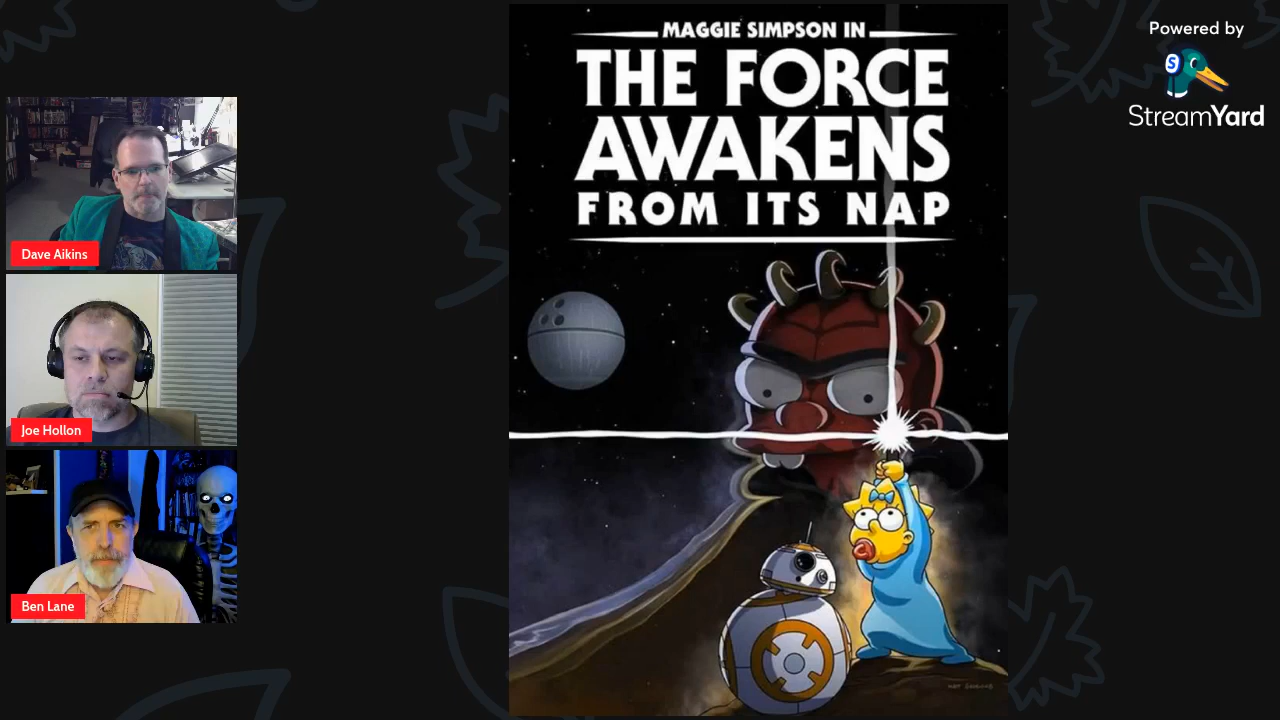 MAGGIE SIMPSON IN
THE FORCE
AWAKENS
FROM ITS NAP
Powered by
S
StreamYard
Dave Aikins
Joe Hollon
Ben Lane